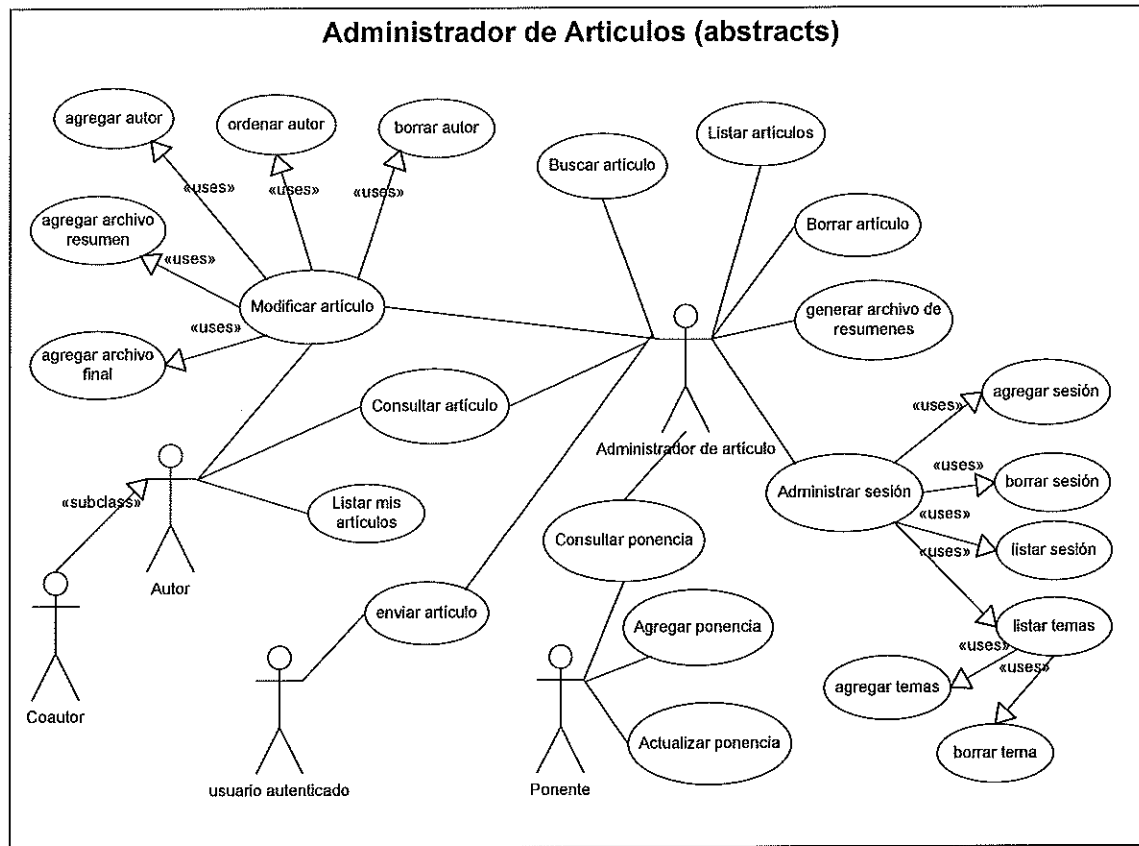 Administrador de Articulos (abstracts)
agregar autor
ordenar autor
borrar autor
Listar artículos
Buscar artículo
«uses»
«uses»
«uses»
agregar archivo
resumen
«uses»
Borrar artículo
Modificar artículo
generar archivo de
resumenes
«uses»
agregar archivo
final
Consultar artículo
agregar sesión
«uses»
Administrador de artículo
«uses»
Administrar sesión
borrar sesión
«subclass»
Listar mis
artículos
«uses»
Consultar ponencia
«uses»
listar sesión
Autor
enviar artículo
Agregar ponencia
listar temas
«uses»
«uses»
agregar temas
Coautor
Actualizar ponencia
borrar tema
usuario autenticado
Ponente